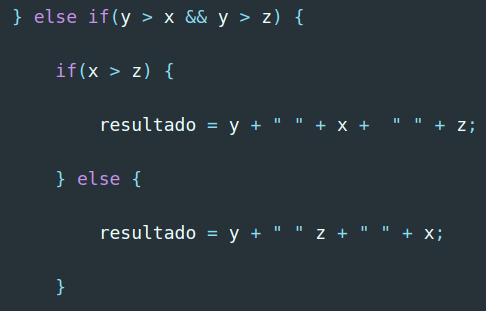 } else if(y > x && y > z) {
if(x > z) {
resultado = y + " " + x +  " " + z;
} else {
resultado = y + " " z + " " + x;
}